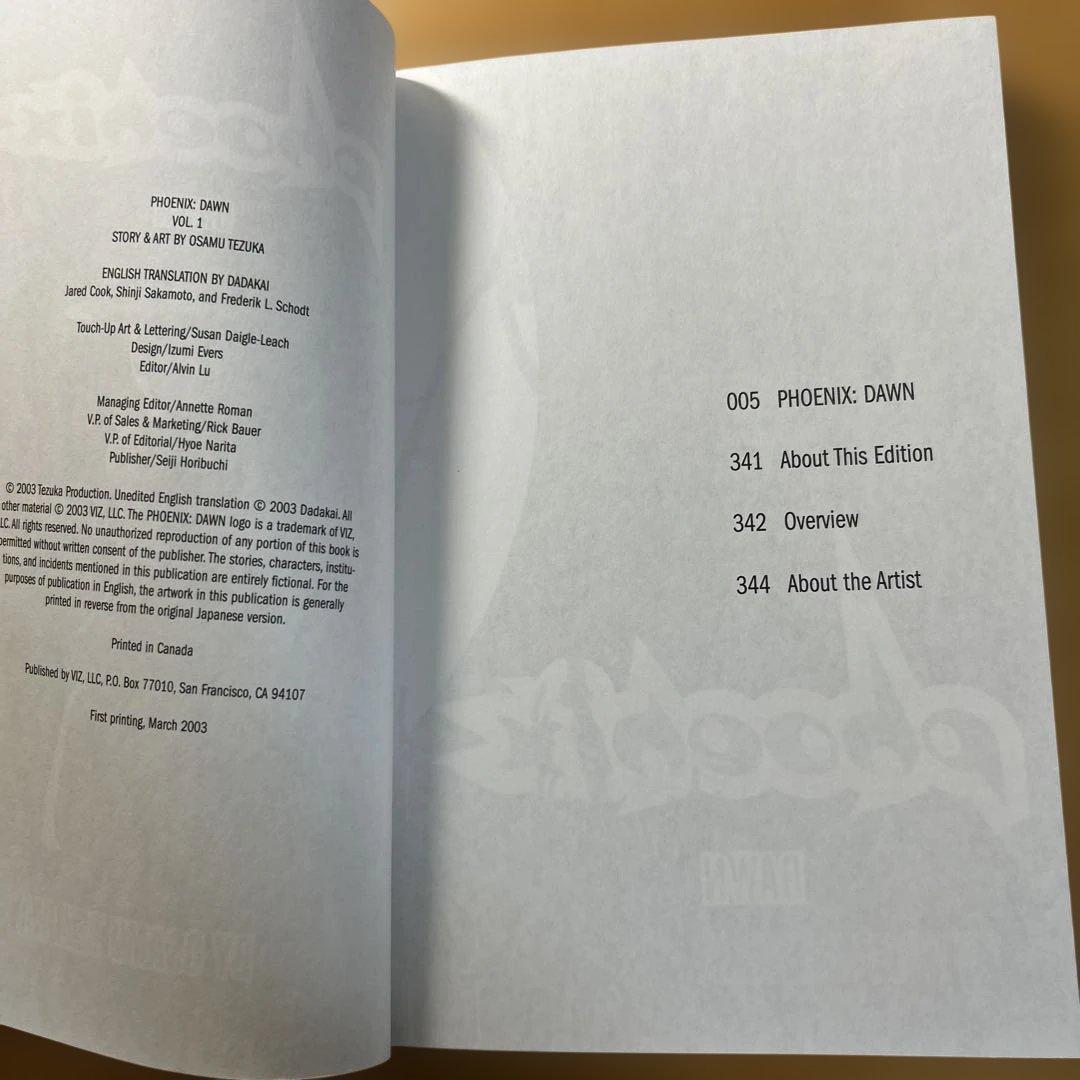 PHOENIX: DAWN
VOL. 1
STORY & ART BY OSAMU TEZUKA
ENGLISH TRANSLATION BY DADAKAI
Jared Cook, Shinji Sakamoto, and Frederik L. Schodt
Touch-Up Art & Lettering/Susan Daigle-Leach
Design/Izumi Evers
Editor/Alvin Lu
Managing Editor/Annette Roman
V.P. of Sales & Marketing/Rick Bauer
V.P. of Editorial/Hyoe Narita
Publisher/Seiji Horibuchi
© 2003 Tezuka Production. Unedited English translation © 2003 Dadakai. All
other material © 2003 VIZ, LLC. The PHOENIX: DAWN logo is a trademark of VIZ,
LC. All rights reserved. No unauthorized reproduction of any portion of this book is
permitted without written consent of the publisher. The stories, characters, institu-
tions, and incidents mentioned in this publication are entirely fictional. For the
purposes of publication in English, the artwork in this publication is generally
printed in reverse from the original Japanese version.
Printed in Canada
Published by VIZ, LLC, P.O. Box 77010, San Francisco, CA 94107
First printing, March 2003
005 PHOENIX: DAWN
341 About This Edition
342 Overview
344 About the Artist
phoenix
DAWN